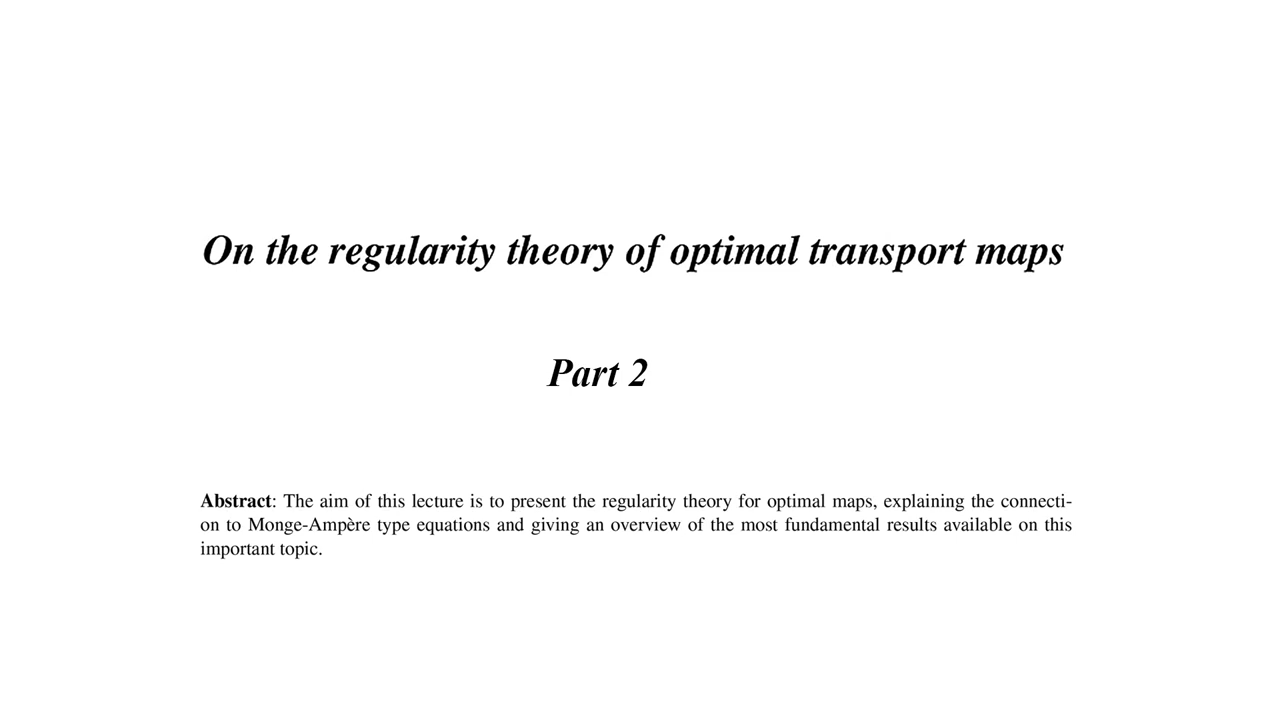 On the regularity theory of optimal transport maps
Part 2
Abstract: The aim of this lecture is to present the regularity theory for optimal maps, explaining the connecti-
on to Monge-Ampère type equations and giving an overview of the most fundamental results available on this
important topic.